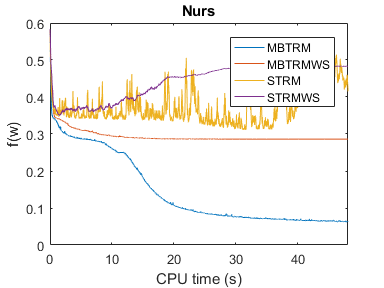 Nurs
0.6
0.5
0.4
0.3
0.2
0.1
0
f(w)
MBTRM
MBTRMWS
STRM
STRMWS
0 10 20 30 40
CPU time (s)